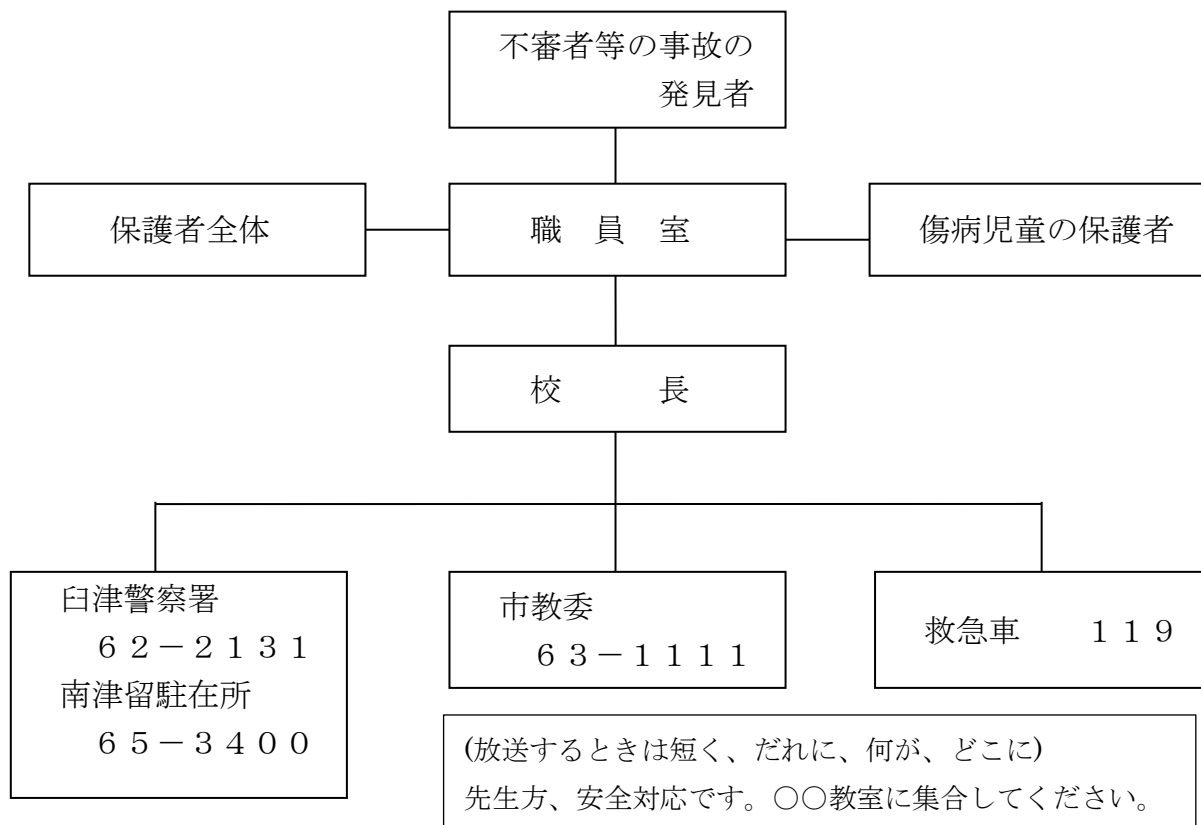 不審者等の事故の
発見者
保護者全体
職　員　室
傷病児童の保護者
校　　　長
臼津警察署
６２－２１３１
南津留駐在所
６５－３４００
市教委
６３－１１１１
救急車　　１１９
(放送するときは短く、だれに、何が、どこに)
先生方、安全対応です。○○教室に集合してください。